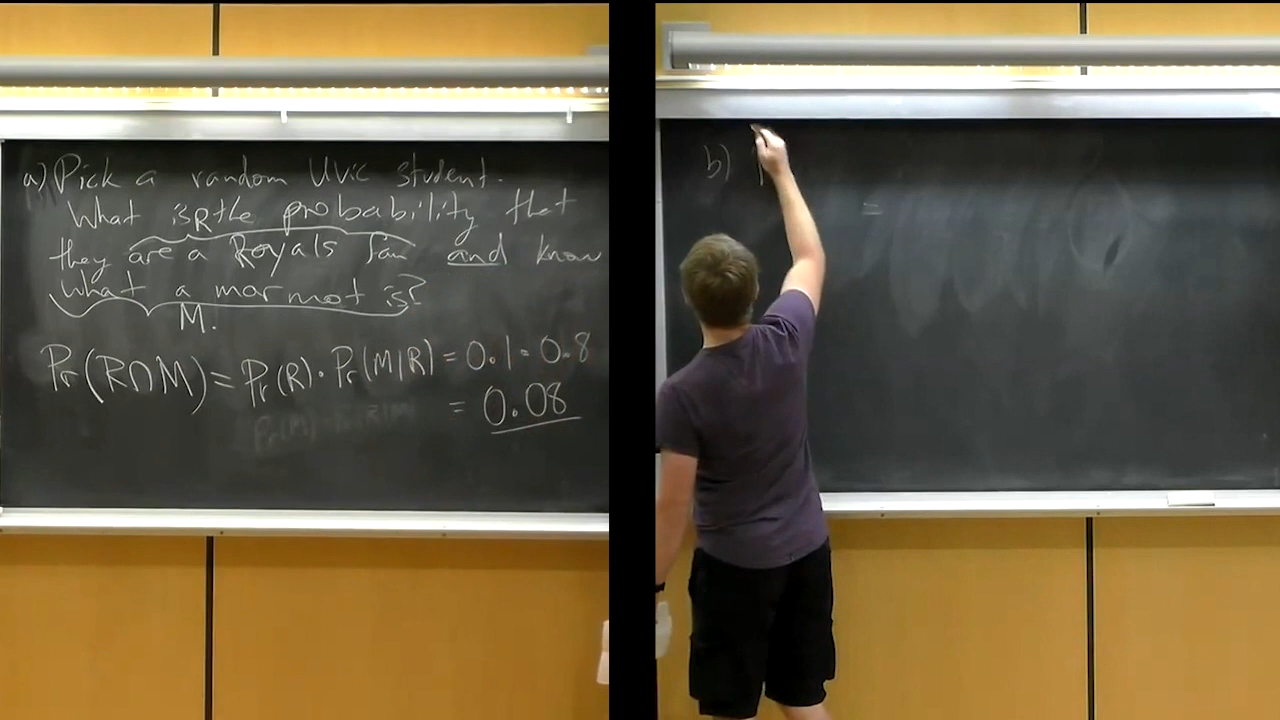 a) Pick a random UVic student.
What is the probability that
R
they are a Royals fan and know
what a marmot is?
M.
Pr(R∩M) = Pr(R) · Pr(M|R) = 0.1 · 0.8
= 0.08
b)